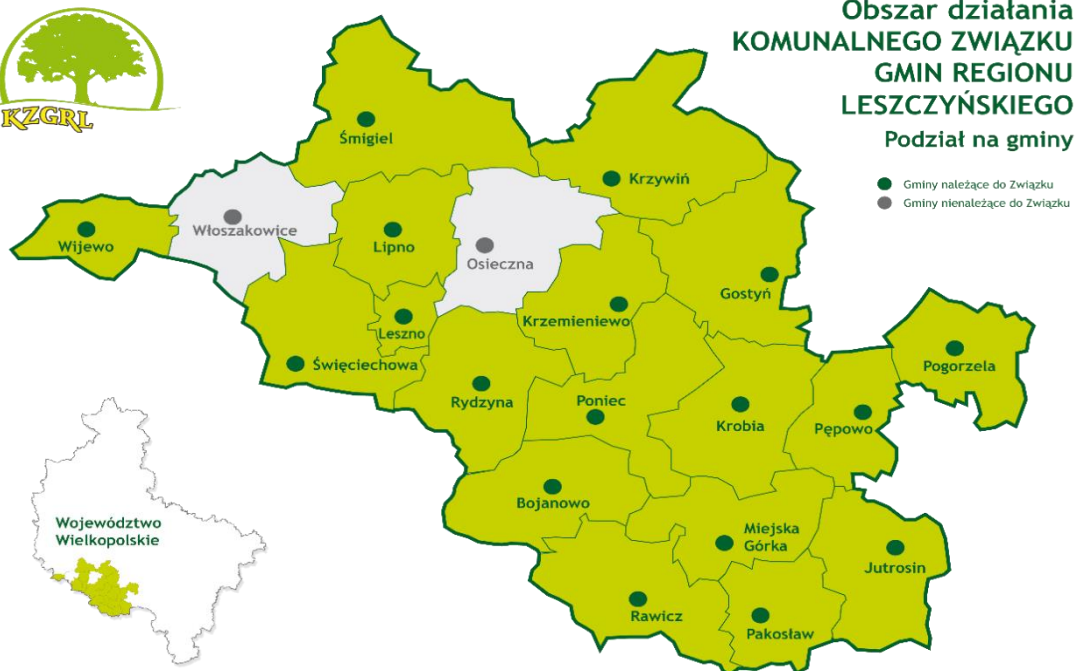 KZGRL
Obszar działania
KOMUNALNEGO ZWIĄZKU
GMIN REGIONU
LESZCZYŃSKIEGO
Podział na gminy
Gminy należące do Związku
Gminy nienależące do Związku
Śmigiel
Krzywiń
Włoszakowice
Wijewo
Lipno
Osieczna
Gostyń
Krzemieniewo
Leszno
Święciechowa
Pogorzela
Rydzyna
Poniec
Krobia
Pępowo
Bojanowo
Miejska
Górka
Jutrosin
Rawicz
Pakosław
Województwo
Wielkopolskie